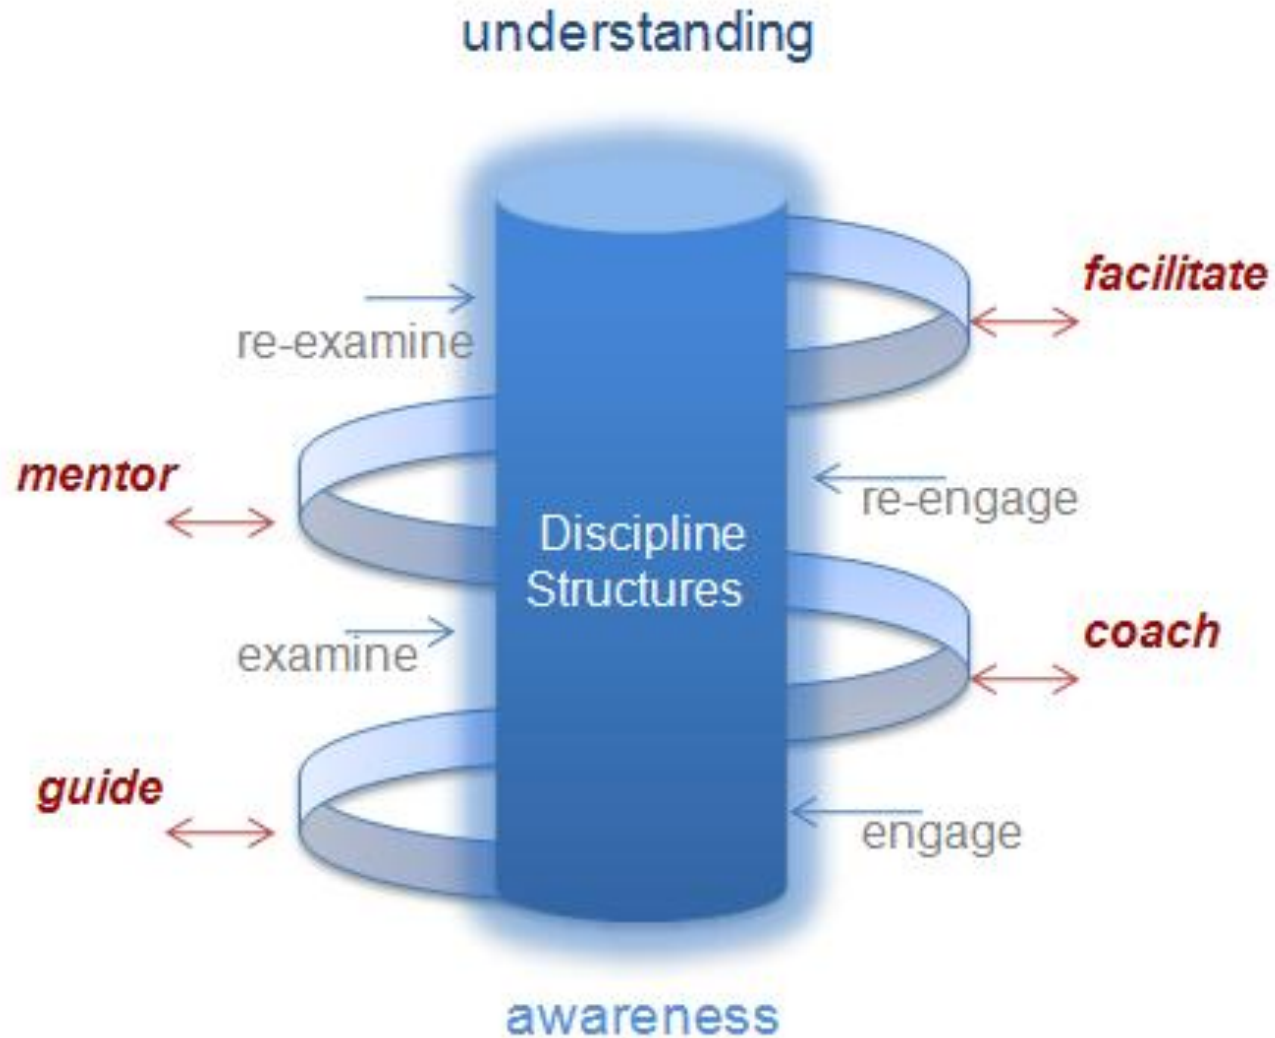 understanding
facilitate
re-examine
mentor
re-engage
Discipline
Structures
coach
examine
guide
engage
awareness